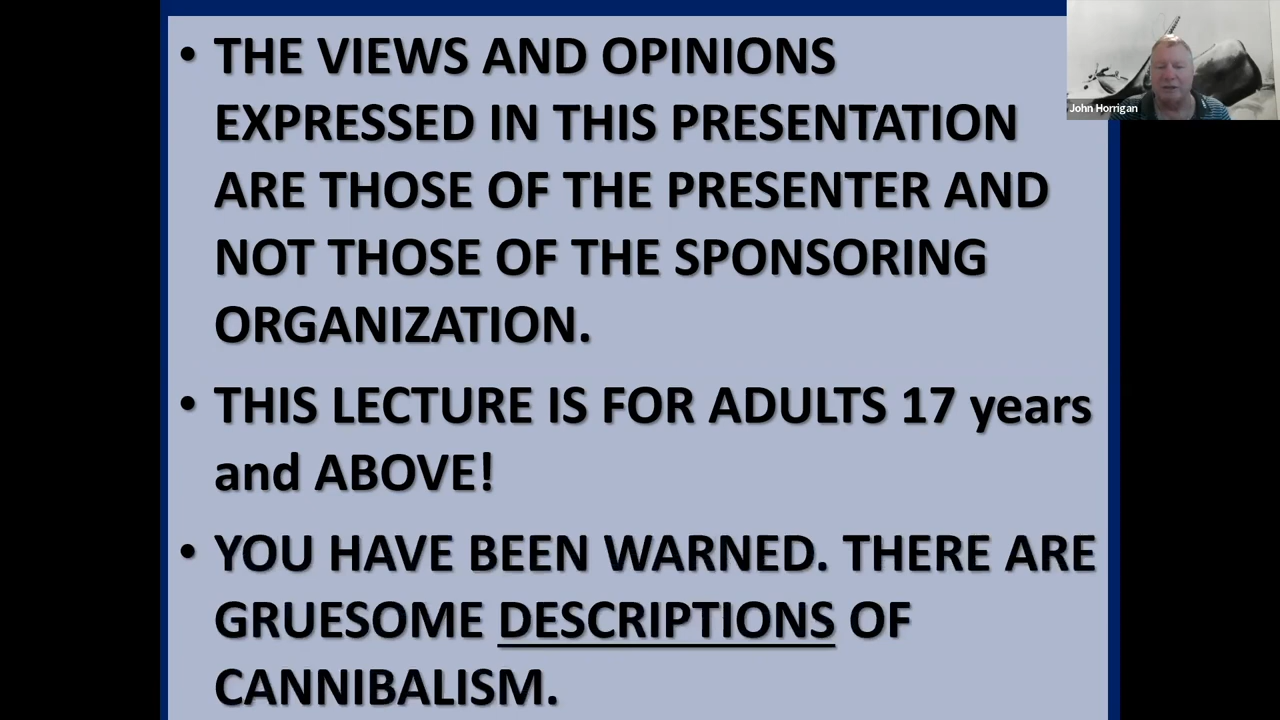 • THE VIEWS AND OPINIONS
EXPRESSED IN THIS PRESENTATION
ARE THOSE OF THE PRESENTER AND
NOT THOSE OF THE SPONSORING
ORGANIZATION.
• THIS LECTURE IS FOR ADULTS 17 years
and ABOVE!
• YOU HAVE BEEN WARNED. THERE ARE
GRUESOME DESCRIPTIONS OF
CANNIBALISM.
John Horrigan